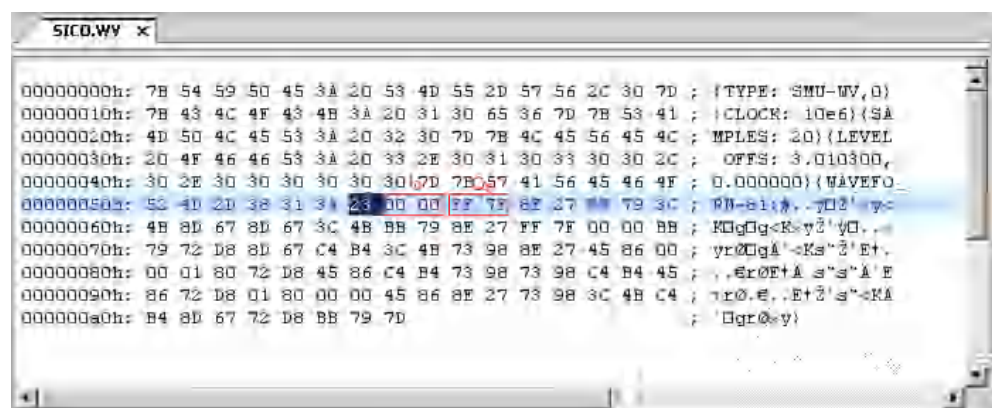 SICO.WV ×
00000000h: 7B 54 59 50 45 3A 20 53 4D 55 2D 57 56 2C 30 7D ; {TYPE: SMU-WV,0}
00000010h: 7B 43 4C 4F 43 4B 3A 20 31 30 65 36 7D 7B 53 41 ; {CLOCK: 10e6}{SA
00000020h: 4D 50 4C 45 53 3A 20 32 30 7D 7B 4C 45 56 45 4C ; MPLES: 20}{LEVEL
00000030h: 20 4F 46 46 53 3A 20 33 2E 30 31 30 33 30 30 2C ; OFFS: 3.010300,
00000040h: 30 2E 30 30 30 30 30 30 7D 7B 57 41 56 45 46 4F ; 0.000000}{WAVEFO
00000050h: 52 4D 2D 38 31 3A 23 00 00 FF 7F 8E 27 BB 79 3C ; RM-81:#..yŽ'»y<
00000060h: 4B 8D 67 8D 67 3C 4B BB 79 8E 27 FF 7F 00 00 BB ;
00000070h: 79 72 D8 8D 67 C4 B4 3C 4B 73 98 8E 27 45 86 00 ;
00000080h: 00 01 80 72 D8 45 86 C4 B4 73 98 73 98 C4 B4 45 ;
00000090h: 86 72 D8 01 80 00 00 45 86 8E 27 73 98 3C 4B C4 ;
000000a0h: B4 8D 67 72 D8 BB 79 7D ;